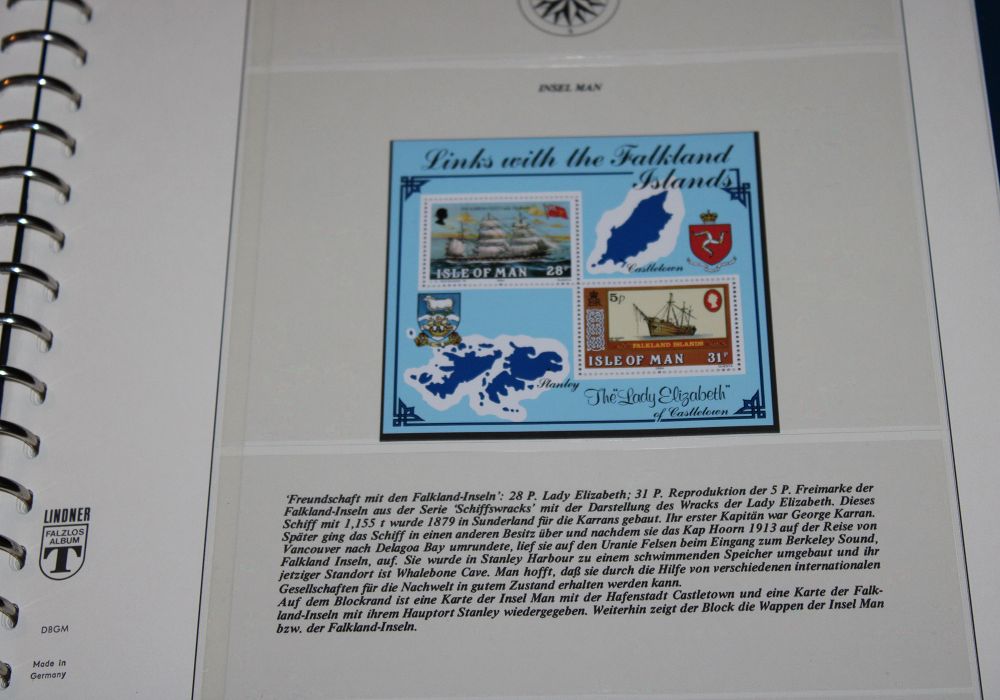 INSEL MAN
Links with the Falkland
Islands
ISLE OF MAN 28P
Castletown
5p
FALKLAND ISLANDS
ISLE OF MAN 31P
Stanley
The "Lady Elizabeth"
of Castletown
'Freundschaft mit den Falkland-Inseln': 28 P. Lady Elizabeth; 31 P. Reproduktion der 5 P. Freimarke der
Falkland-Inseln aus der Serie 'Schiffswracks' mit der Darstellung des Wracks der Lady Elizabeth. Dieses
Schiff mit 1,155 t wurde 1879 in Sunderland für die Karrans gebaut. Ihr erster Kapitän war George Karran.
Später ging das Schiff in einen anderen Besitz über und nachdem sie das Kap Hoorn 1913 auf der Reise von
Vancouver nach Delagoa Bay umrundete, lief sie auf den Uranie Felsen beim Eingang zum Berkeley Sound,
Falkland Inseln, auf. Sie wurde in Stanley Harbour zu einem schwimmenden Speicher umgebaut und ihr
jetziger Standort ist Whalebone Cave. Man hofft, daß sie durch die Hilfe von verschiedenen internationalen
Gesellschaften für die Nachwelt in gutem Zustand erhalten werden kann.
Auf dem Blockrand ist eine Karte der Insel Man mit der Hafenstadt Castletown und eine Karte der Falk-
land-Inseln mit ihrem Hauptort Stanley wiedergegeben. Weiterhin zeigt der Block die Wappen der Insel Man
bzw. der Falkland-Inseln.
LINDNER
FALZLOS
ALBUM
T
DBGM
Made in
Germany